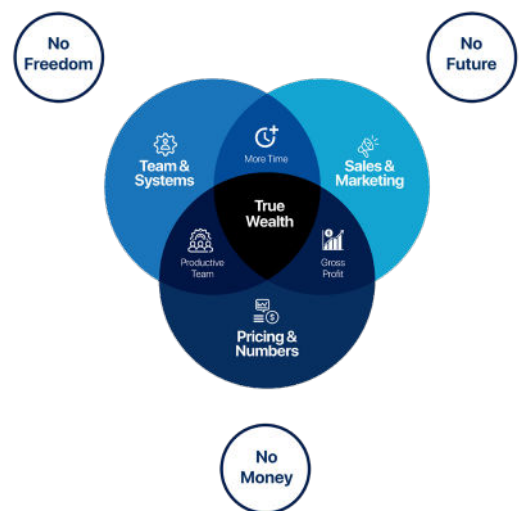 No
Freedom
No
Future
More Time
Team &
Systems
Sales &
Marketing
True
Wealth
Productive
Team
Gross
Profit
Pricing &
Numbers
No
Money